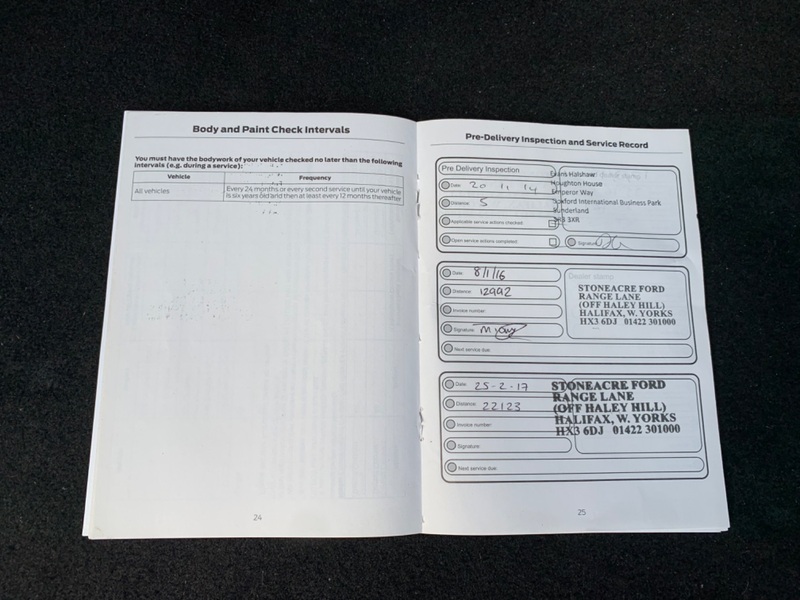 Body and Paint Check Intervals
You must have the bodywork of your vehicle checked no later than the following
intervals (e.g. during a service):
Vehicle Frequency
All vehicles Every 24 months or every second service until your vehicle
is six years old and then at least every 12 months thereafter
24
Pre-Delivery Inspection and Service Record
Pre Delivery Inspection
Evans Halshaw
Houghton House
Emperor Way
Doxford International Business Park
Sunderland
3XR
Date: 20 11 14
Distance: 5
Applicable service actions checked:
Open service actions completed:
Signature:
Date: 8/1/16
Distance: 12992
Invoice number:
Signature:
Next service due:
Dealer stamp
STONEACRE FORD
RANGE LANE
(OFF HALEY HILL)
HALIFAX, W. YORKS
HX3 6DJ 01422 301000
Date: 25-2-17
Distance: 22123
Invoice number:
Signature:
Next service due:
STONEACRE FORD
RANGE LANE
(OFF HALEY HILL)
HALIFAX, W. YORKS
HX3 6DJ 01422 301000
25